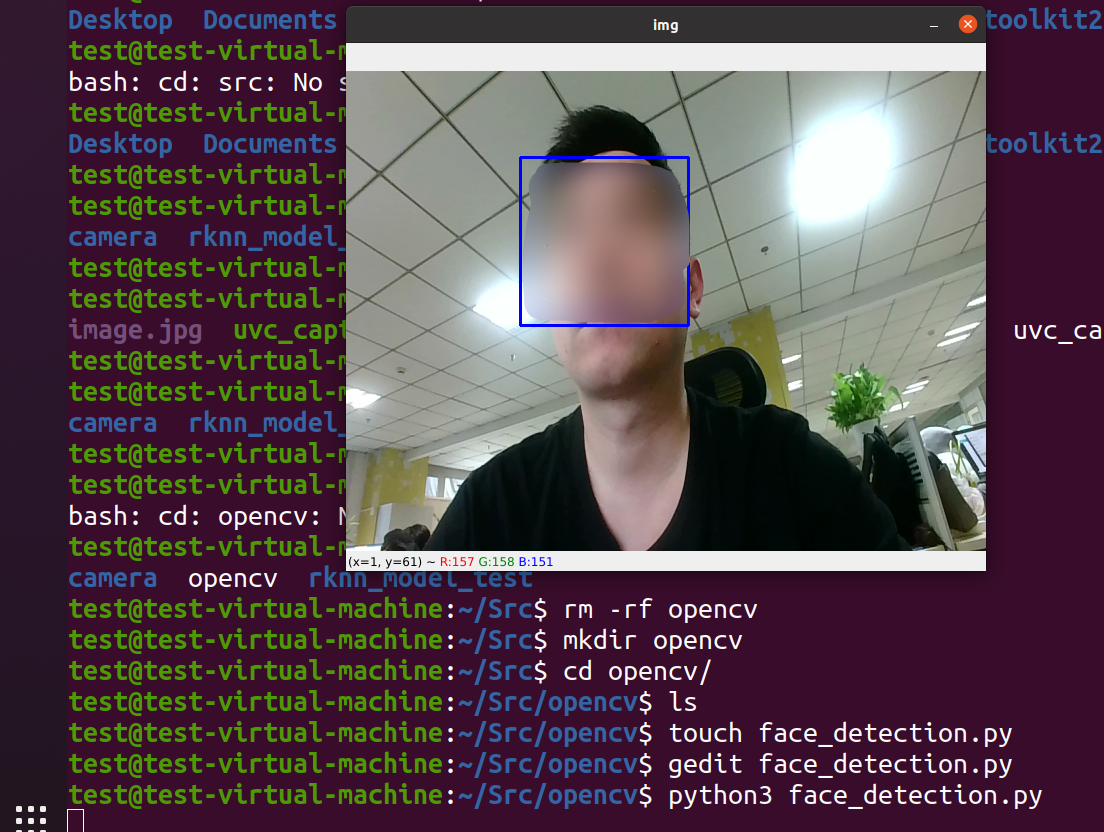 Desktop  Documents
img
toolkit2
test@test-virtual-m
bash: cd: src: No s
test@test-virtual-m
Desktop  Documents
toolkit2
test@test-virtual-m
test@test-virtual-m
camera  rknn_model_
test@test-virtual-m
test@test-virtual-m
image.jpg  uvc_capt
uvc_ca
test@test-virtual-m
test@test-virtual-m
camera  rknn_model_
test@test-virtual-m
test@test-virtual-m
bash: cd: opencv: N
test@test-virtual-m
(x=1, y=61) ~ R:157 G:158 B:151
camera  opencv  rknn_model_test
test@test-virtual-machine:~/Src$ rm -rf opencv
test@test-virtual-machine:~/Src$ mkdir opencv
test@test-virtual-machine:~/Src$ cd opencv/
test@test-virtual-machine:~/Src/opencv$ ls
test@test-virtual-machine:~/Src/opencv$ touch face_detection.py
test@test-virtual-machine:~/Src/opencv$ gedit face_detection.py
test@test-virtual-machine:~/Src/opencv$ python3 face_detection.py